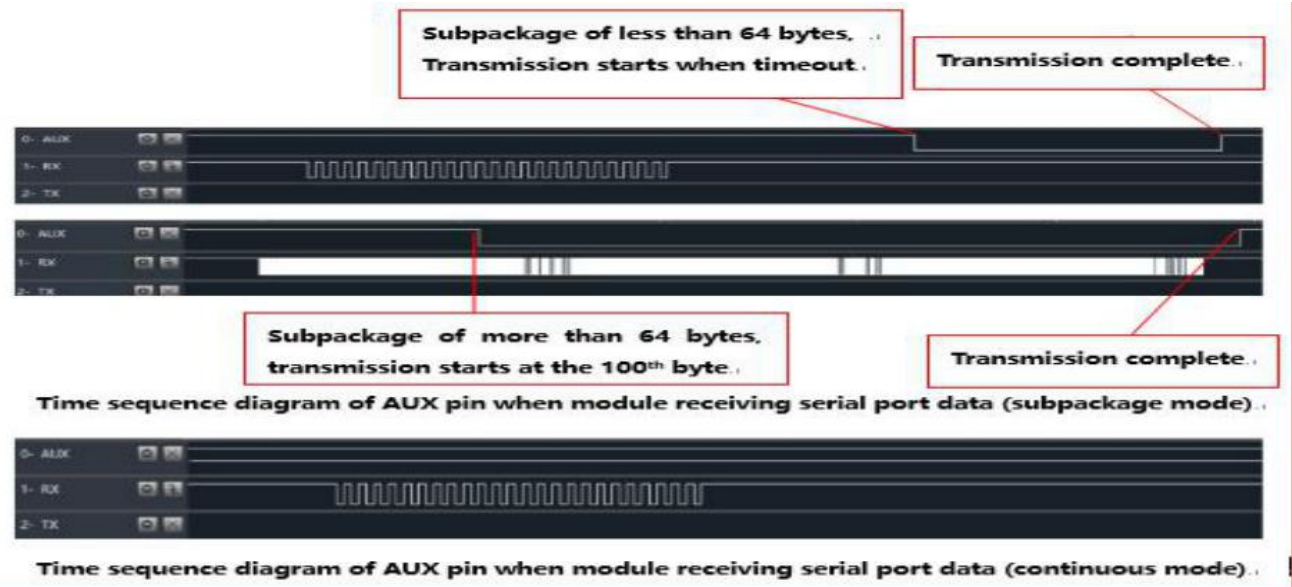 Subpackage of less than 64 bytes,
Transmission starts when timeout.
Transmission complete.
0- AUX
1- RX
2- TX
0- AUX
1- RX
2- TX
Subpackage of more than 64 bytes,
transmission starts at the 100th byte.
Transmission complete.
Time sequence diagram of AUX pin when module receiving serial port data (subpackage mode).
0- AUX
1- RX
2- TX
Time sequence diagram of AUX pin when module receiving serial port data (continuous mode).